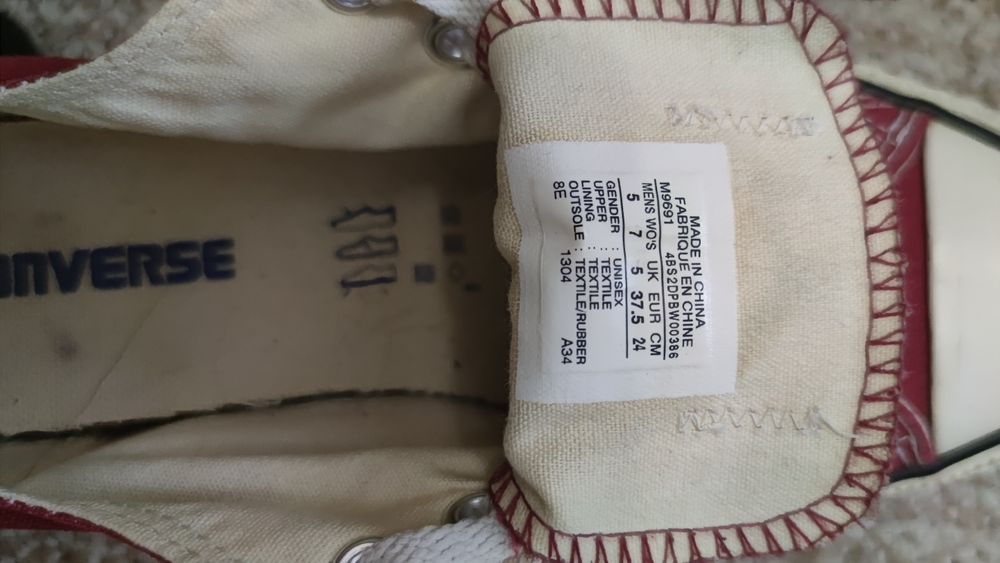 MADE IN CHINA
FABRIQUE EN CHINE
M9691 4BS2DPBW00386
MENS WO'S UK EUR CM
5 7 5 37.5 24
GENDER : UNISEX
UPPER : TEXTILE
LINING : TEXTILE
OUTSOLE : TEXTILE/RUBBER
8E 1304 A34
ONVERSE